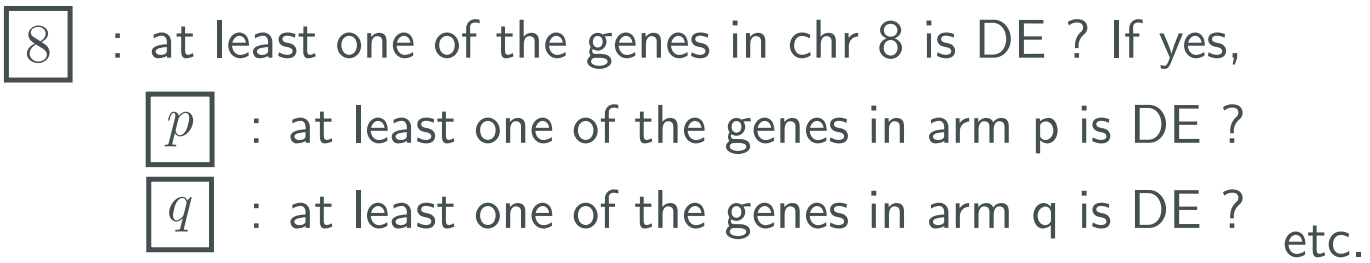 8 : at least one of the genes in chr 8 is DE ? If yes,
p : at least one of the genes in arm p is DE ?
q : at least one of the genes in arm q is DE ? etc.